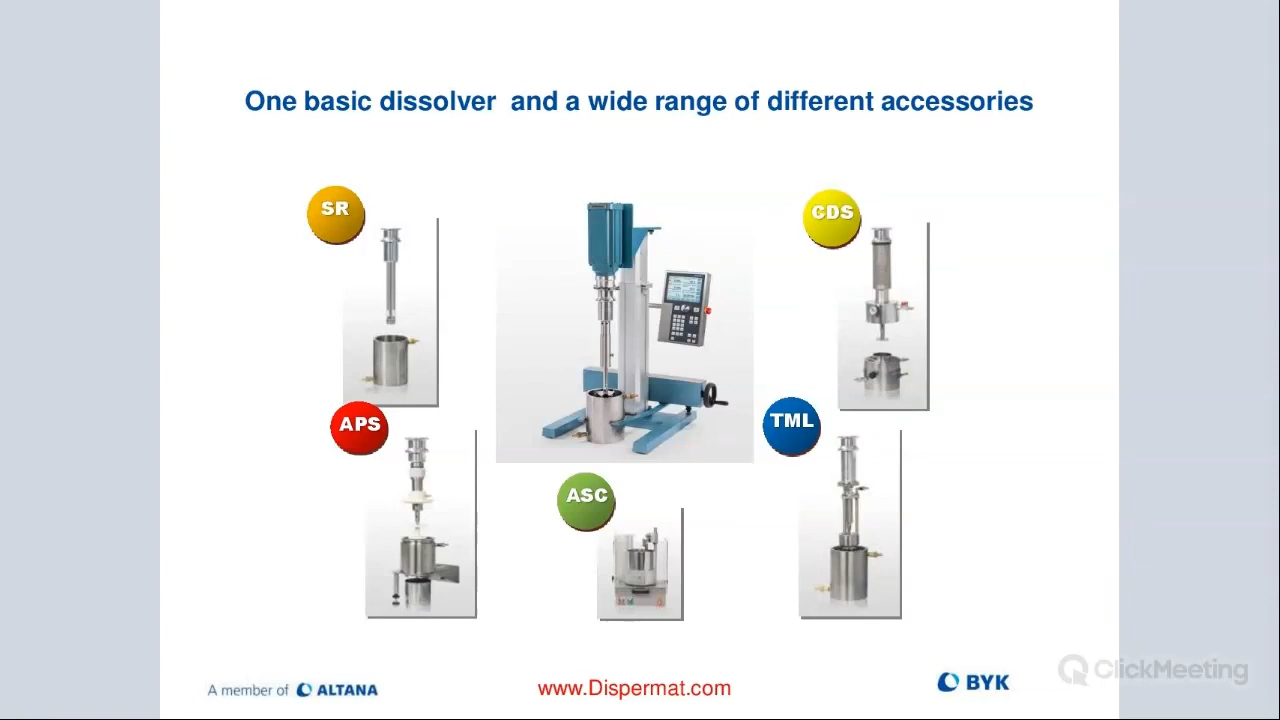 One basic dissolver and a wide range of different accessories
SR
CDS
APS
TML
ASC
A member of ALTANA
www.Dispermat.com
BYK
ClickMeeting